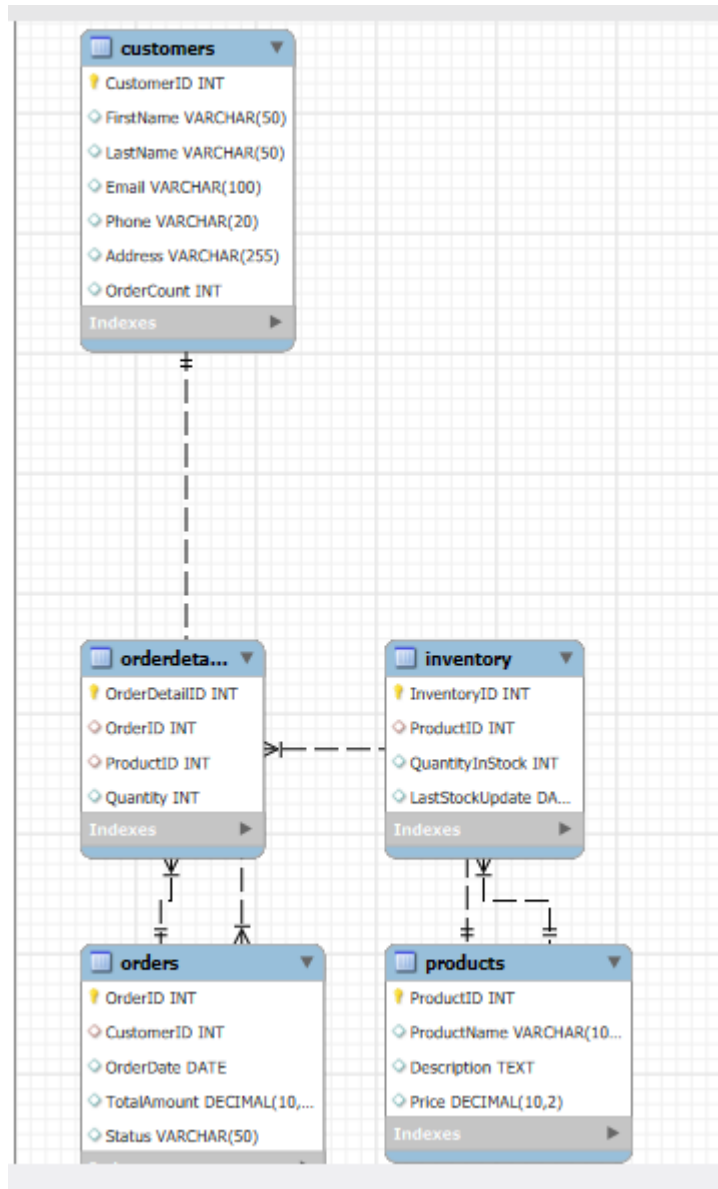 customers
CustomerID INT
FirstName VARCHAR(50)
LastName VARCHAR(50)
Email VARCHAR(100)
Phone VARCHAR(20)
Address VARCHAR(255)
OrderCount INT
Indexes
orderdeta...
OrderDetailID INT
OrderID INT
ProductID INT
Quantity INT
Indexes
inventory
InventoryID INT
ProductID INT
QuantityInStock INT
LastStockUpdate DA...
Indexes
orders
OrderID INT
CustomerID INT
OrderDate DATE
TotalAmount DECIMAL(10,...
Status VARCHAR(50)
products
ProductID INT
ProductName VARCHAR(10...
Description TEXT
Price DECIMAL(10,2)
Indexes